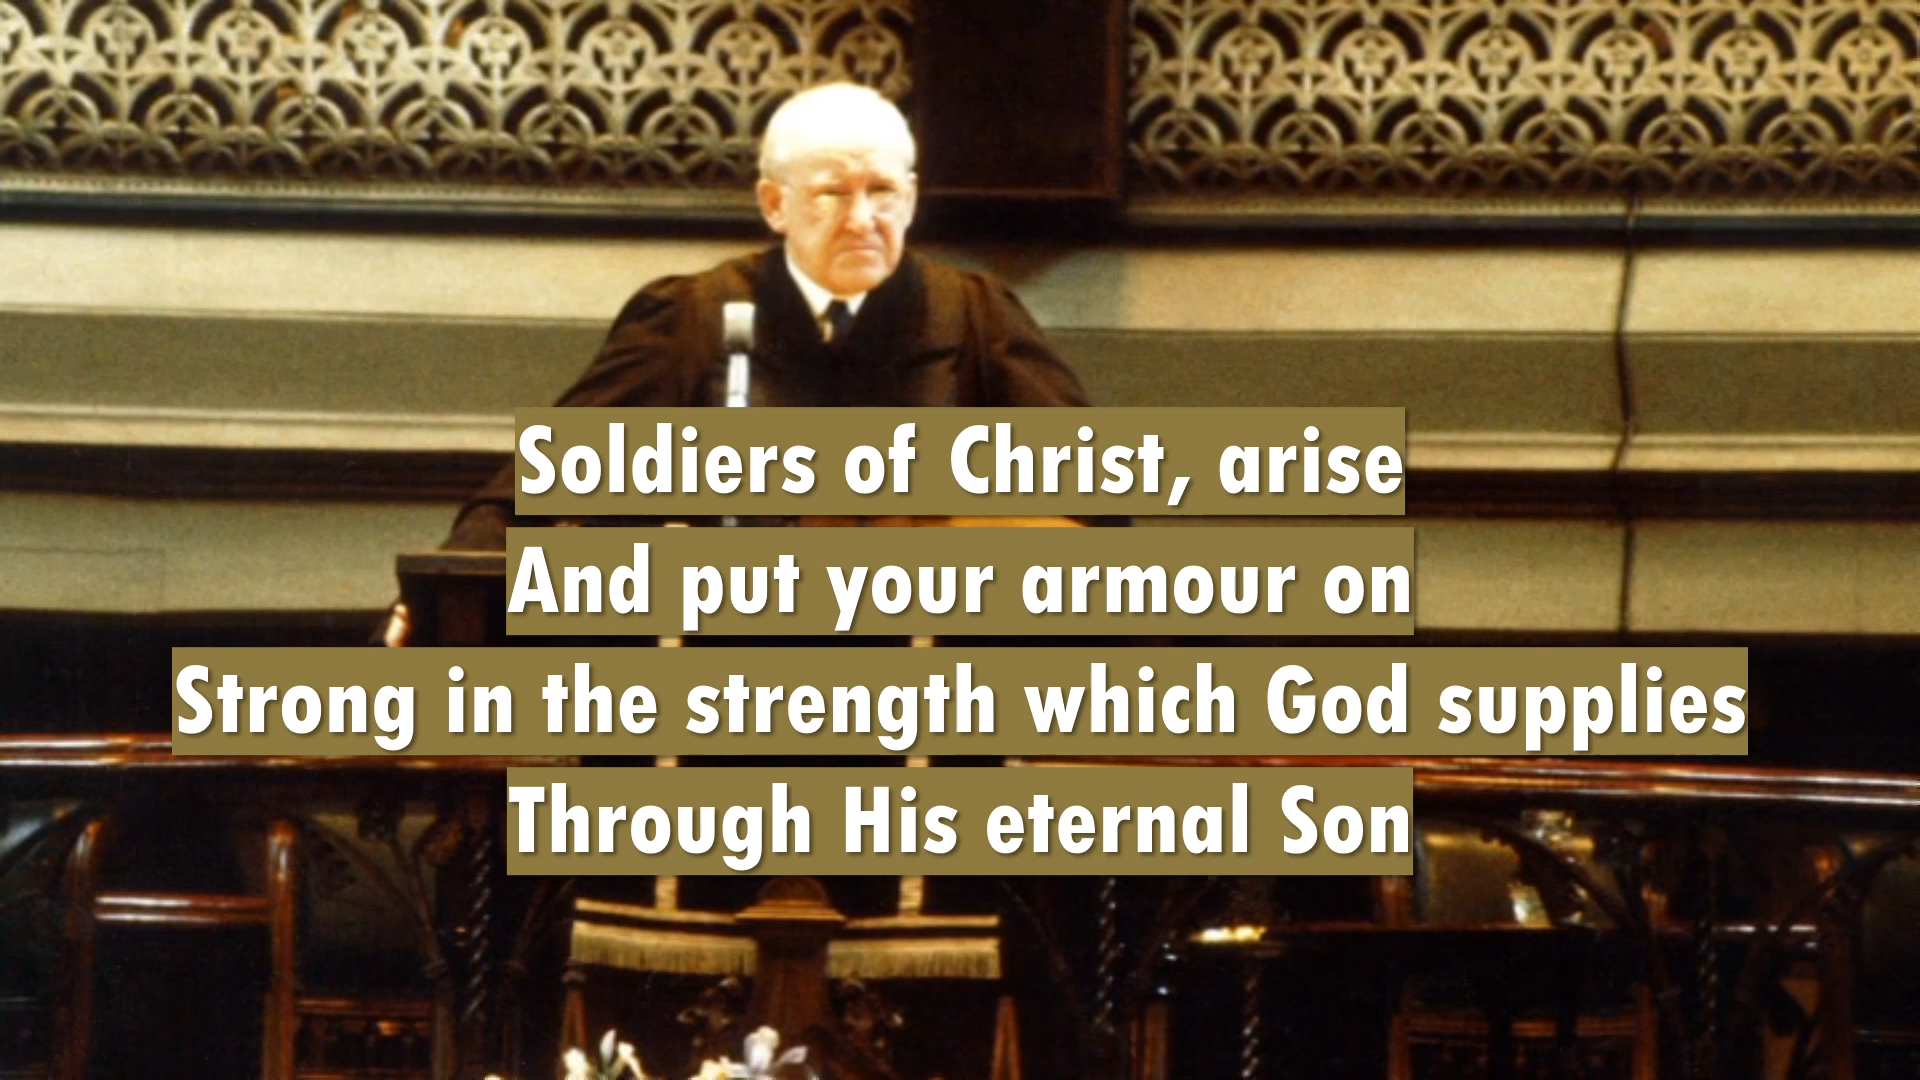 Soldiers of Christ, arise
And put your armour on
Strong in the strength which God supplies
Through His eternal Son